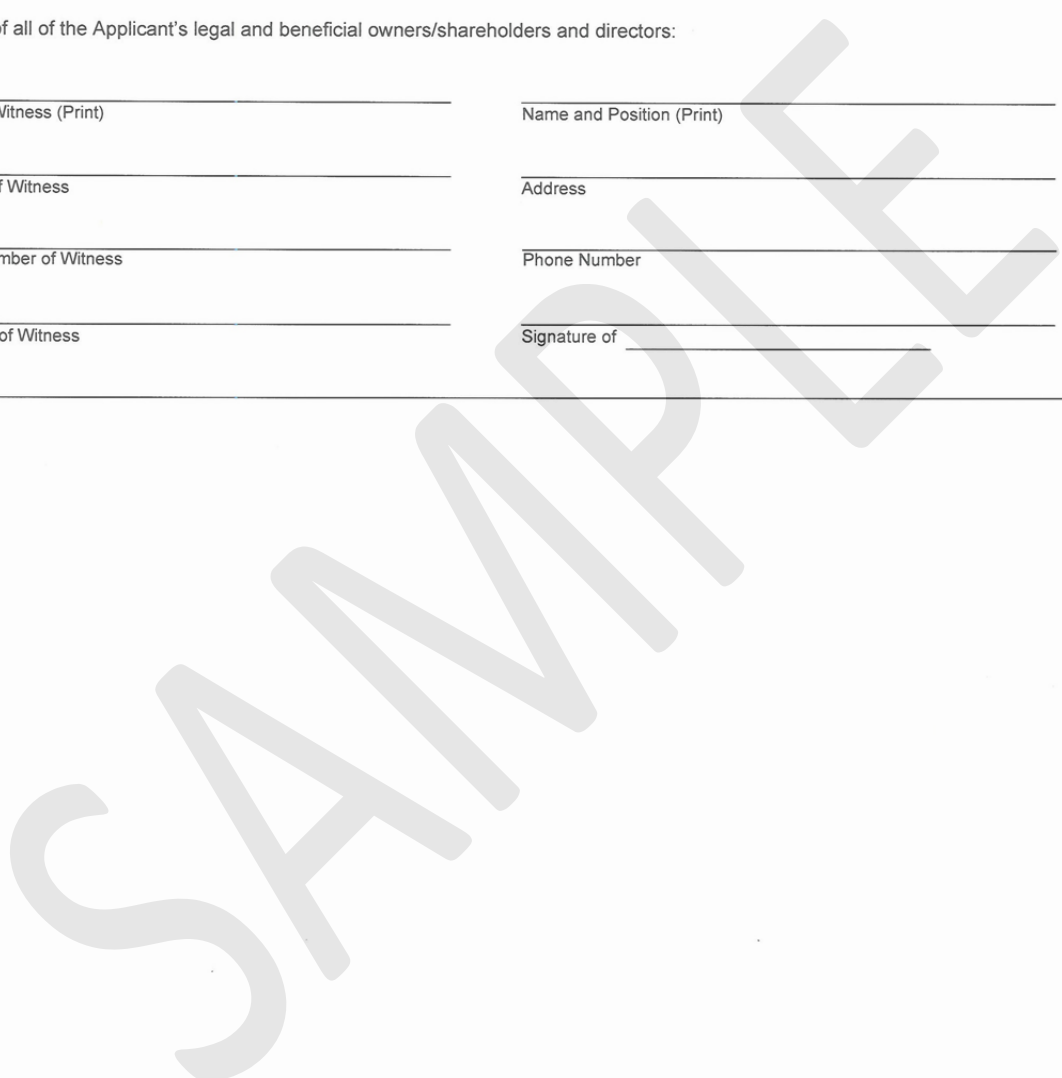 f all of the Applicant's legal and beneficial owners/shareholders and directors:
Witness (Print)
Name and Position (Print)
f Witness
Address
mber of Witness
Phone Number
of Witness
Signature of
SAMPLE